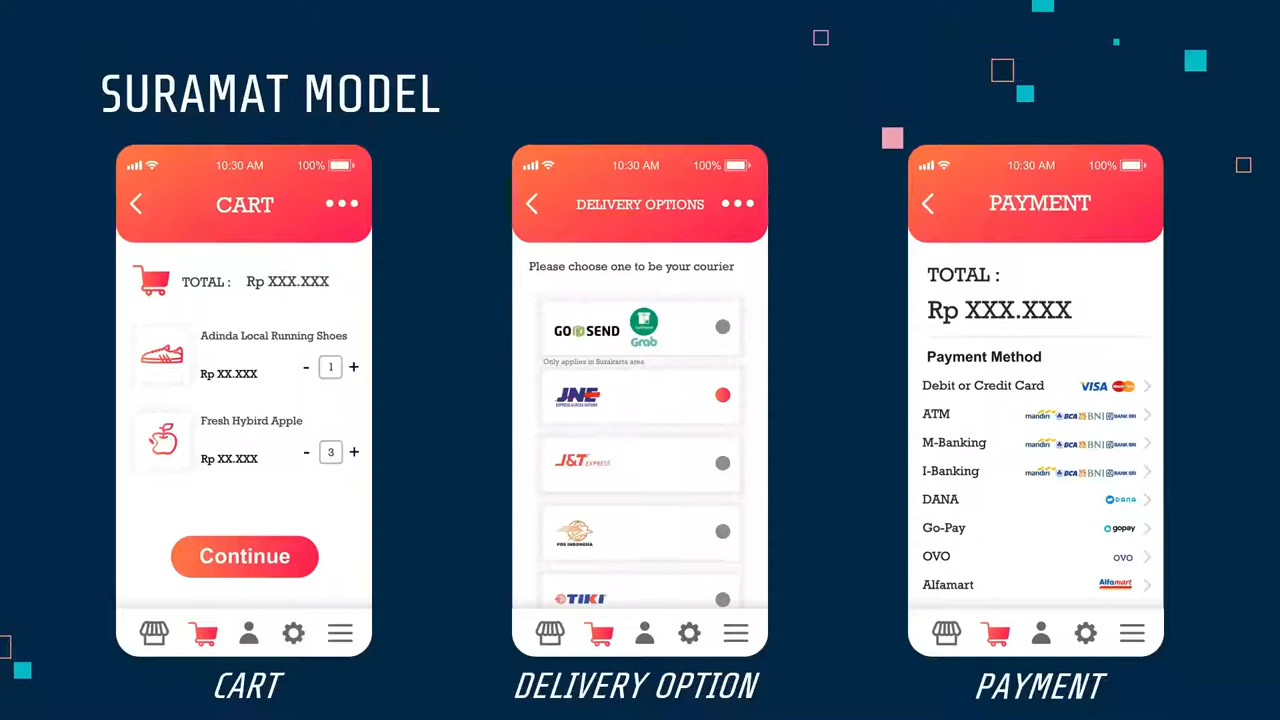 SURAMAT MODEL
10:30 AM
100%
CART
TOTAL : Rp XXX.XXX
Adinda Local Running Shoes
Rp XX.XXX
- 1 +
Fresh Hybird Apple
Rp XX.XXX
- 3 +
Continue
CART
10:30 AM
100%
DELIVERY OPTIONS
Please choose one to be your courier
GO SEND
Grab
Only applies in Surakarta area
JNE
EXPRESS ACROSS NATIONS
J&T EXPRESS
POS INDONESIA
TIKI
DELIVERY OPTION
10:30 AM
100%
PAYMENT
TOTAL :
Rp XXX.XXX
Payment Method
Debit or Credit Card VISA MasterCard
ATM mandiri BCA BNI BANK BRI
M-Banking mandiri BCA BNI BANK BRI
I-Banking mandiri BCA BNI BANK BRI
DANA DANA
Go-Pay gopay
OVO OVO
Alfamart Alfamart
PAYMENT